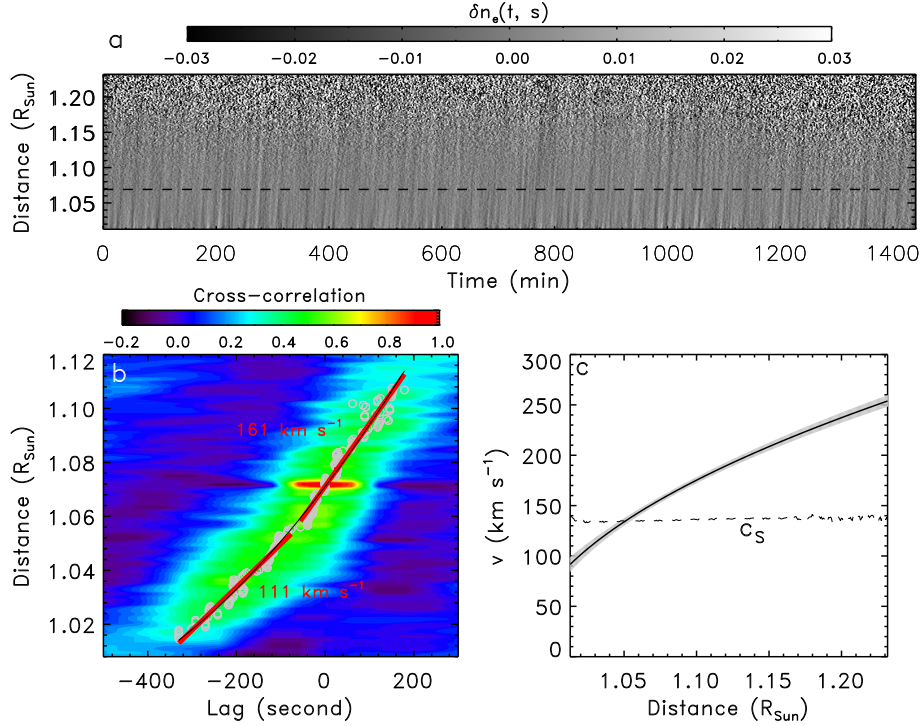 δnₑ(t, s)
a
−0.03 −0.02 −0.01 0.00 0.01 0.02 0.03
Distance (R_Sun)
1.20
1.15
1.10
1.05
0 200 400 600 800 1000 1200 1400
Time (min)
Cross−correlation
−0.2 0.0 0.2 0.4 0.6 0.8 1.0
b
Distance (R_Sun)
1.12
1.10
1.08
1.06
1.04
1.02
161 km s⁻¹
111 km s⁻¹
−400 −200 0 200
Lag (second)
c
v (km s⁻¹)
300
250
200
150
100
50
0
c_S
1.05 1.10 1.15 1.20
Distance (R_Sun)